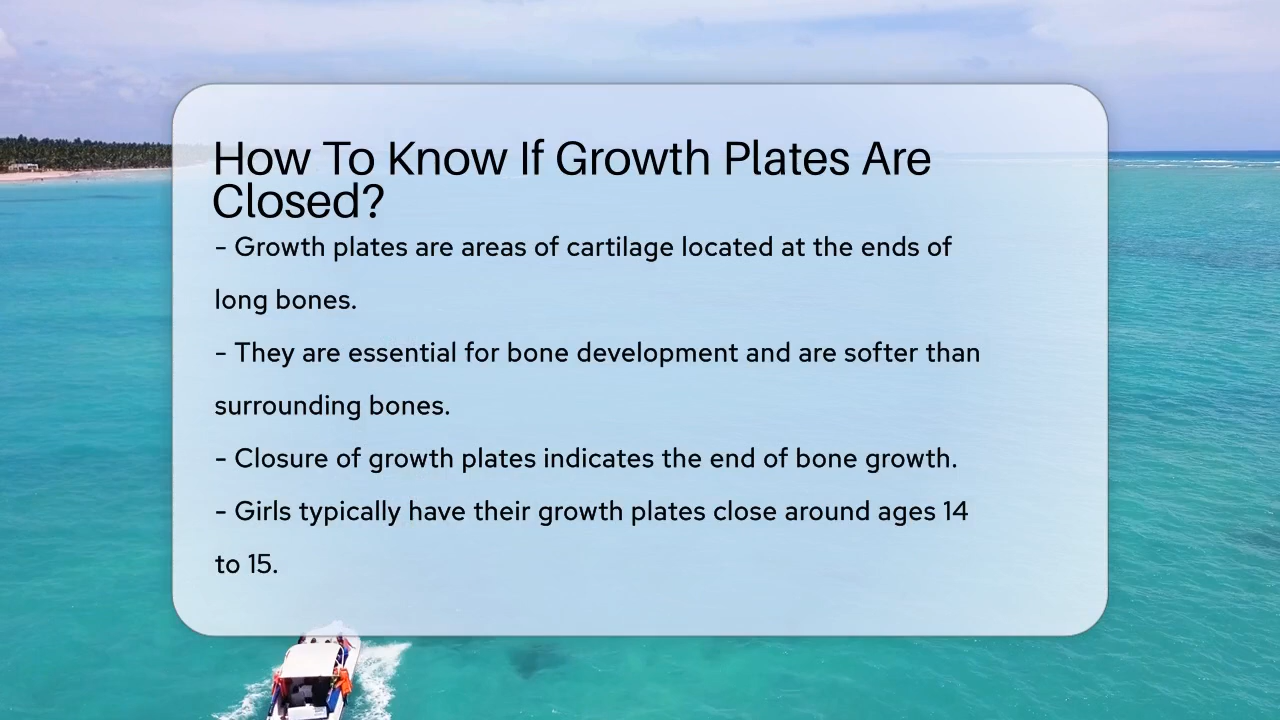 How To Know If Growth Plates Are
Closed?
- Growth plates are areas of cartilage located at the ends of
long bones.
- They are essential for bone development and are softer than
surrounding bones.
- Closure of growth plates indicates the end of bone growth.
- Girls typically have their growth plates close around ages 14
to 15.